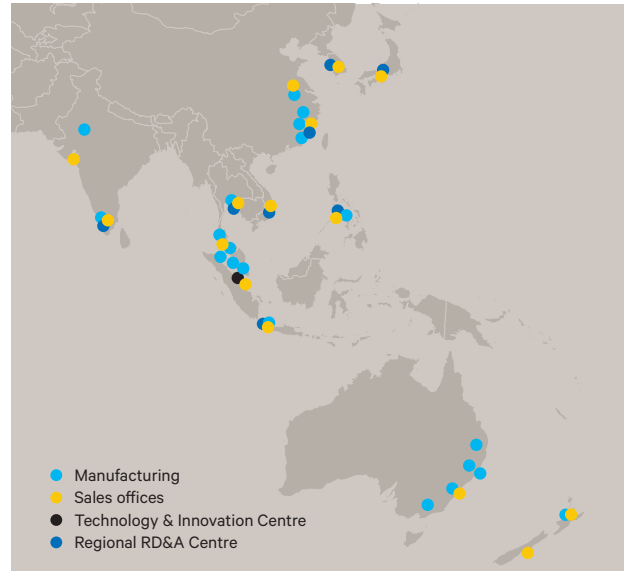 Manufacturing
Sales offices
Technology & Innovation Centre
Regional RD&A Centre